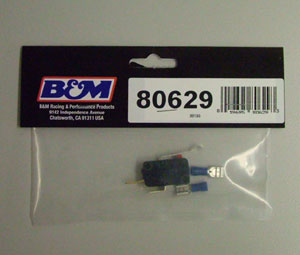 B&M
B&M Racing & Performance Products
9142 Independence Avenue
Chatsworth, CA 91311 USA
80629